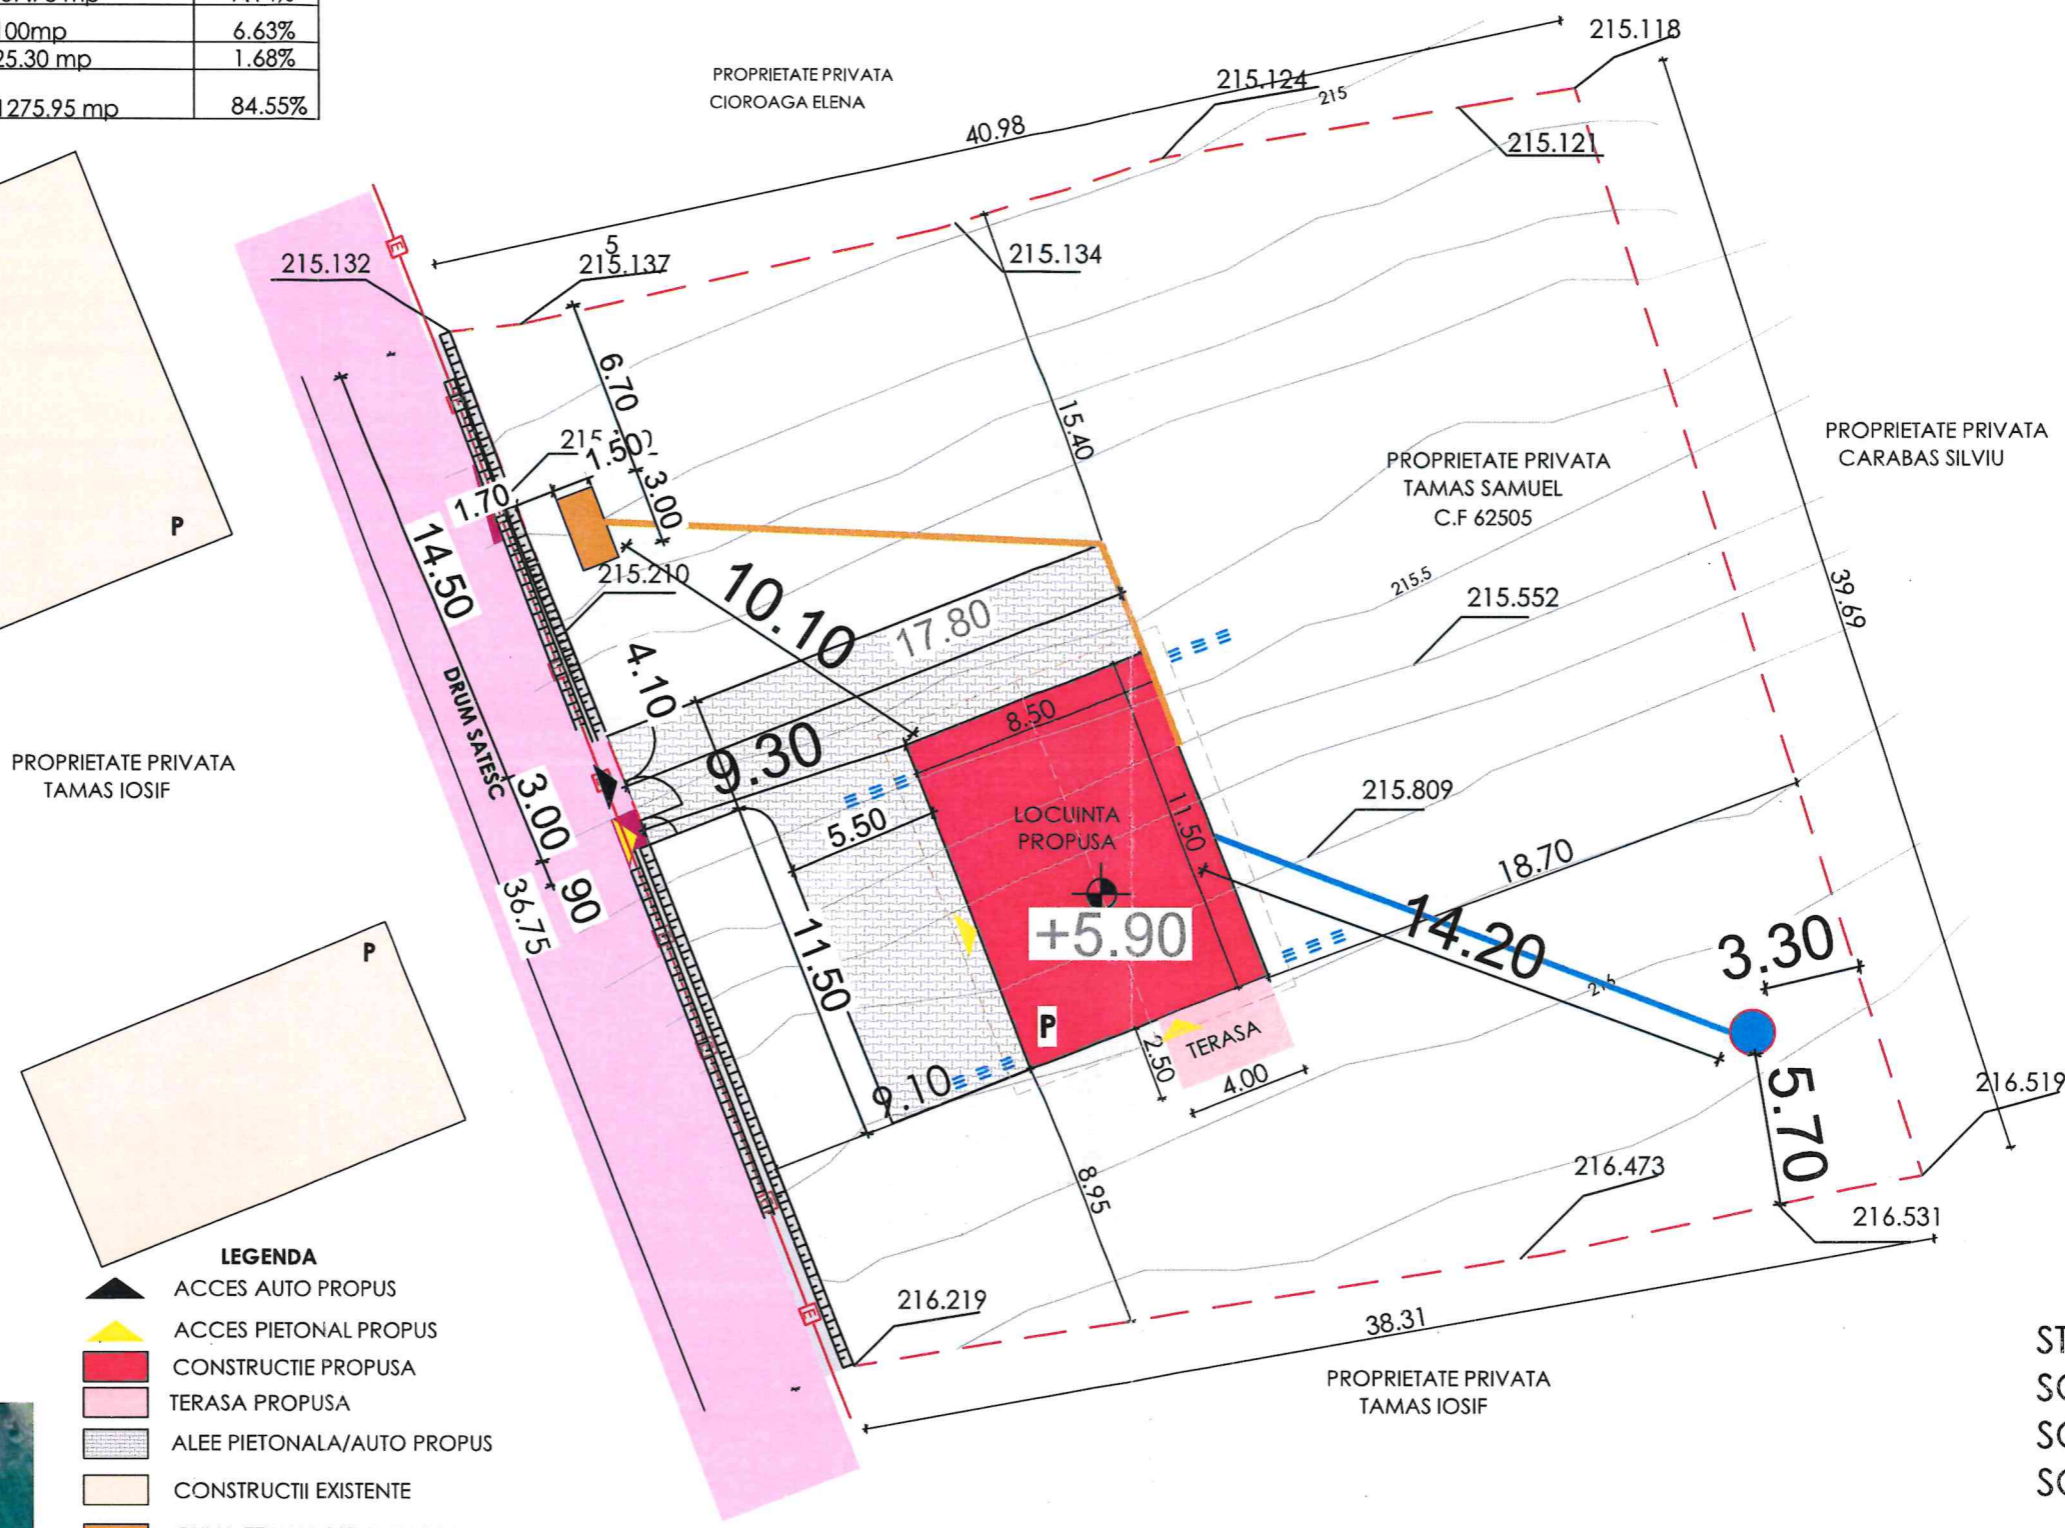 100mp 6.63%
25.30 mp 1.68%
1275.95 mp 84.55%
PROPRIETATE PRIVATA
CIOROAGA ELENA
40.98
215.124
215
215.118
215.121
215.132
5
215.137
215.134
6.70
15.40
1.50
3.00
1.70
215.210
14.50
10.10
17.80
4.10
9.30
8.50
P
DRUM SATESC
PROPRIETATE PRIVATA
TAMAS SAMUEL
C.F 62505
PROPRIETATE PRIVATA
CARABAS SILVIU
215.5
215.552
39.69
PROPRIETATE PRIVATA
TAMAS IOSIF
3.00
90
36.75
5.50
LOCUINTA
PROPUSA
11.50
215.809
18.70
+5.90
14.20
3.30
216
11.50
P
P
TERASA
2.50
4.00
9.10
8.95
5.70
216.519
216.473
216.531
216.219
38.31
PROPRIETATE PRIVATA
TAMAS IOSIF
E
E
LEGENDA
ACCES AUTO PROPUS
ACCES PIETONAL PROPUS
CONSTRUCTIE PROPUSA
TERASA PROPUSA
ALEE PIETONALA/AUTO PROPUS
CONSTRUCTII EXISTENTE